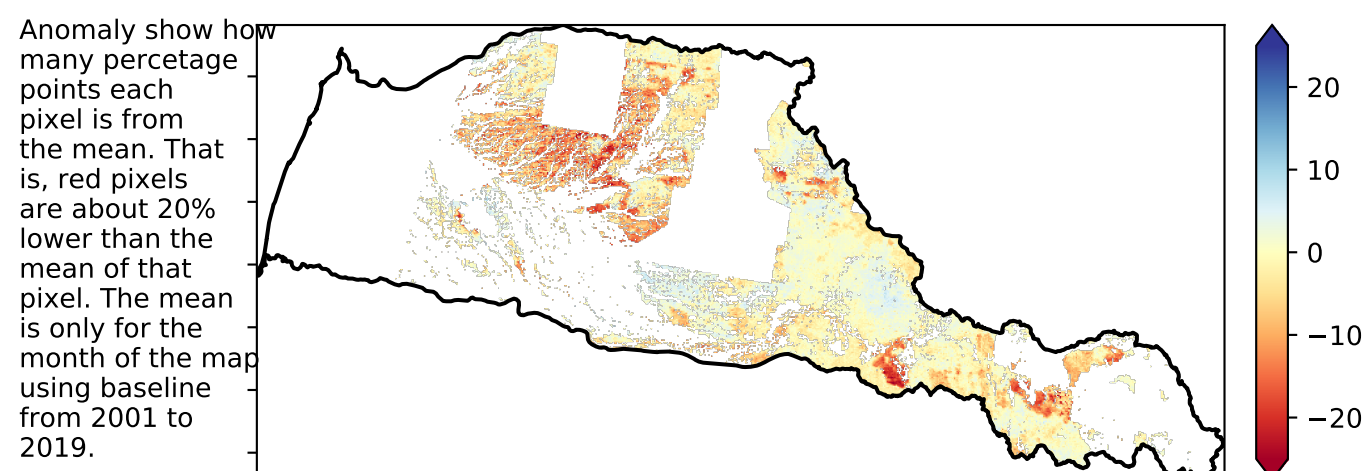 Anomaly show how
many percetage
points each
pixel is from
the mean. That
is, red pixels
are about 20%
lower than the
mean of that
pixel. The mean
is only for the
month of the map
using baseline
from 2001 to
2019.
20
10
0
−10
−20